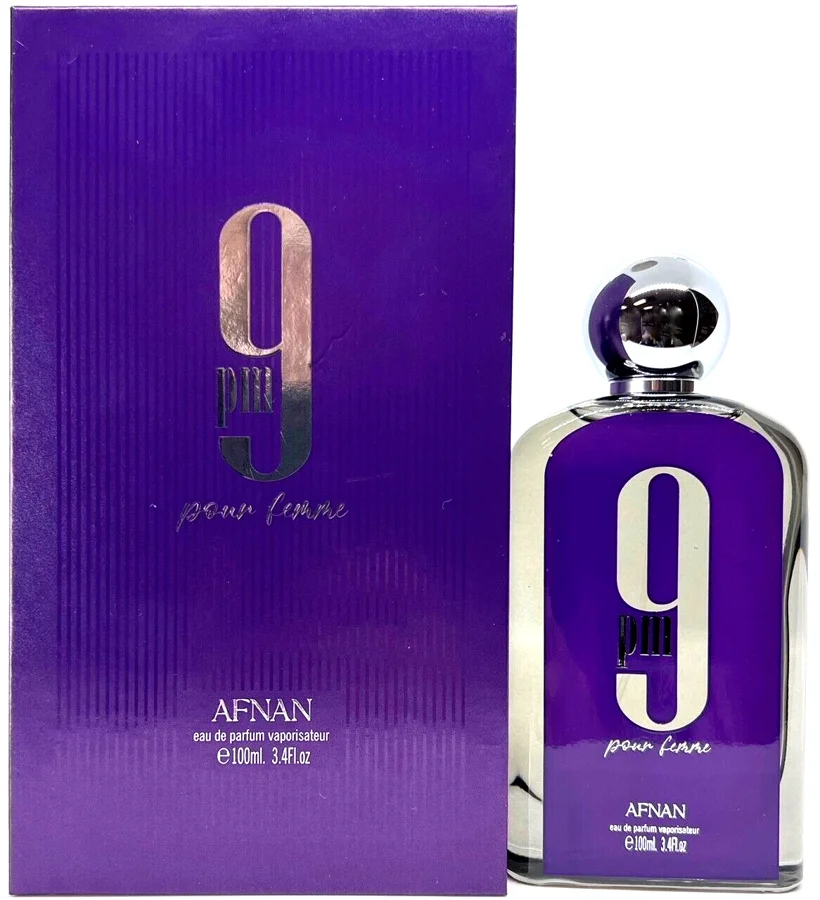 9
pm
pour femme
AFNAN
eau de parfum vaporisateur
℮100ml. 3.4Fl.oz
9
pm
pour femme
AFNAN
eau de parfum vaporisateur
℮100ml. 3.4Fl.oz